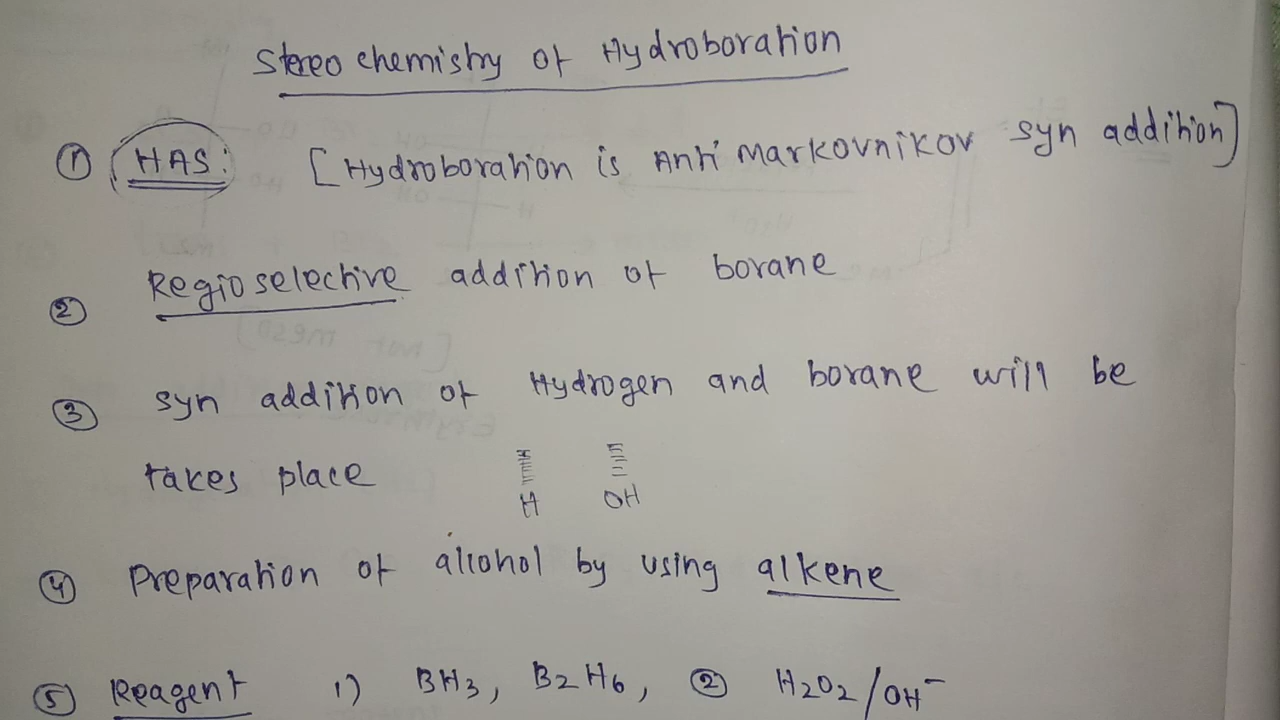 Stereo chemistry of Hydroboration
① HAS: [Hydroboration is Anti Markovnikov syn addition]
② Regioselective addition of borane
③ syn addition of Hydrogen and borane will be
takes place
H OH
④ Preparation of alcohol by using alkene
⑤ Reagent 1) BH3, B2H6, ② H2O2/OH⁻